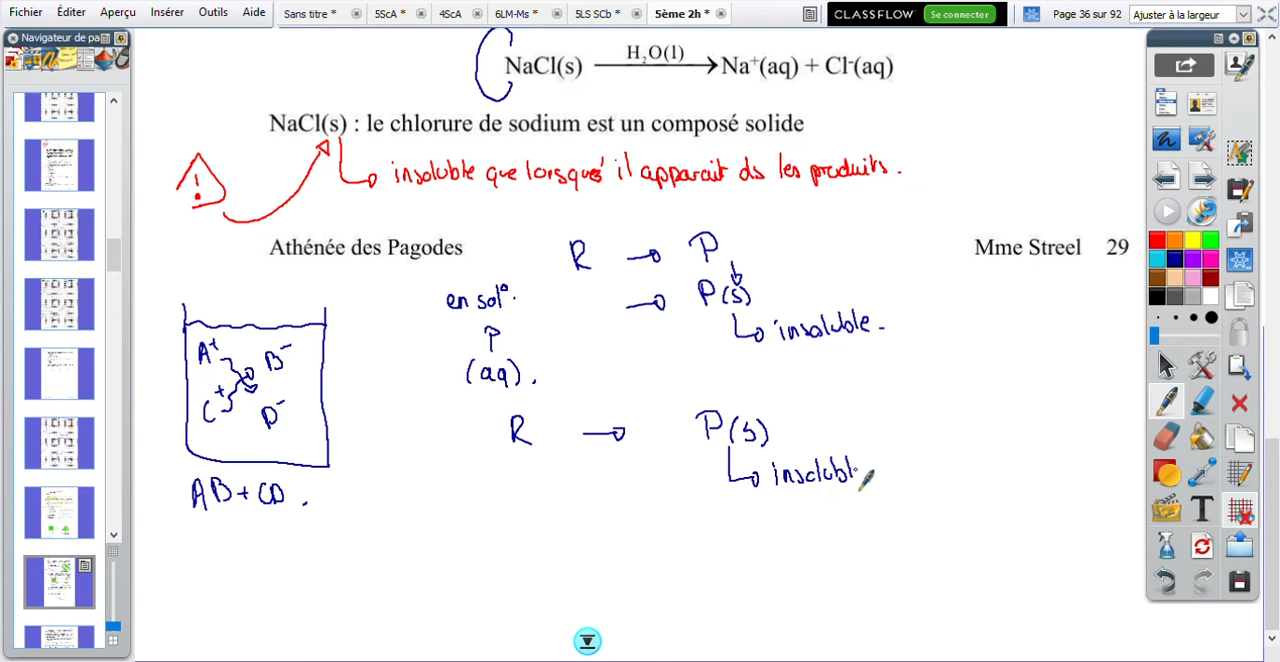 Fichier Éditer Aperçu Insérer Outils Aide
Sans titre * 5ScA * 4ScA 6LM-Ms * 5LS SCb * 5ème 2h *
CLASSFLOW Se connecter
Page 36 sur 92 Ajuster à la largeur
Navigateur de pa
NaCl(s) H₂O(l) → Na⁺(aq) + Cl⁻(aq)
NaCl(s) : le chlorure de sodium est un composé solide
! insoluble que lorsqu' il apparait ds les produits.
Athénée des Pagodes Mme Streel 29
R → P
en sol°. → P(s)
↳ insoluble.
(aq).
A⁺ B⁻
C⁺ D⁻
R → P(s)
↳ insoluble
AB + CD.
T